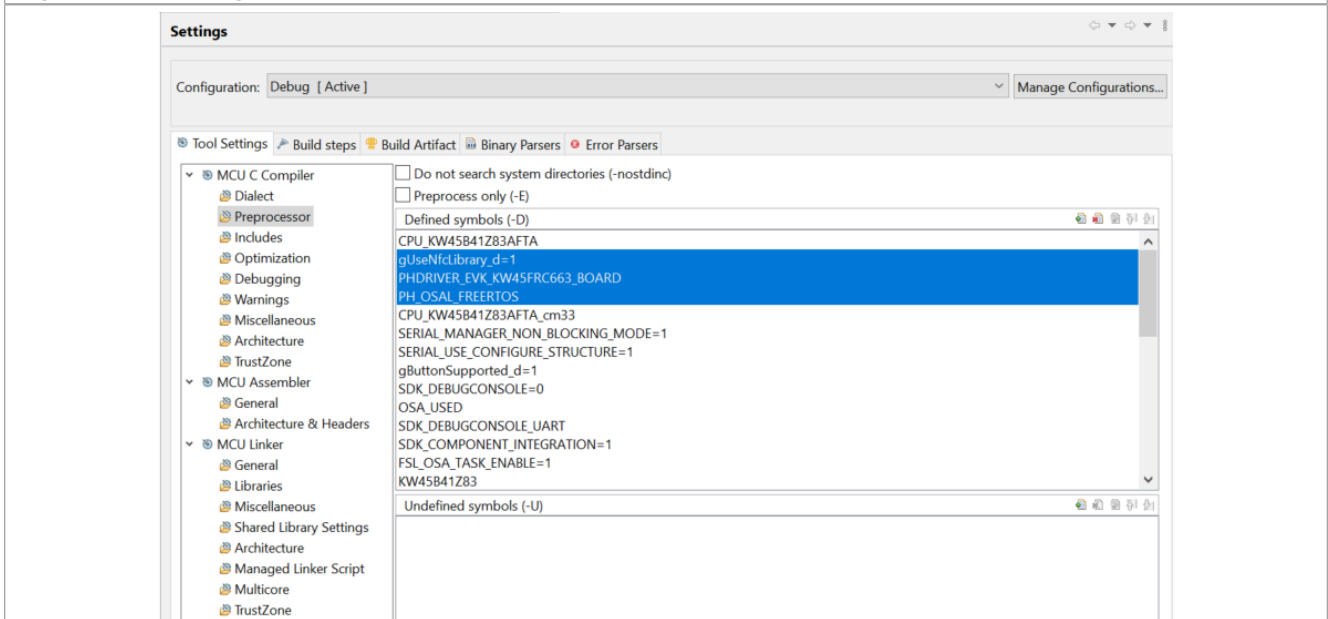 Settings
Configuration: Debug [ Active ] Manage Configurations...
Tool Settings Build steps Build Artifact Binary Parsers Error Parsers
MCU C Compiler
Dialect
Preprocessor
Includes
Optimization
Debugging
Warnings
Miscellaneous
Architecture
TrustZone
MCU Assembler
General
Architecture & Headers
MCU Linker
General
Libraries
Miscellaneous
Shared Library Settings
Architecture
Managed Linker Script
Multicore
TrustZone
Do not search system directories (-nostdinc)
Preprocess only (-E)
Defined symbols (-D)
CPU_KW45B41Z83AFTA
gUseNfcLibrary_d=1
PHDRIVER_EVK_KW45FRC663_BOARD
PH_OSAL_FREERTOS
CPU_KW45B41Z83AFTA_cm33
SERIAL_MANAGER_NON_BLOCKING_MODE=1
SERIAL_USE_CONFIGURE_STRUCTURE=1
gButtonSupported_d=1
SDK_DEBUGCONSOLE=0
OSA_USED
SDK_DEBUGCONSOLE_UART
SDK_COMPONENT_INTEGRATION=1
FSL_OSA_TASK_ENABLE=1
KW45B41Z83
Undefined symbols (-U)